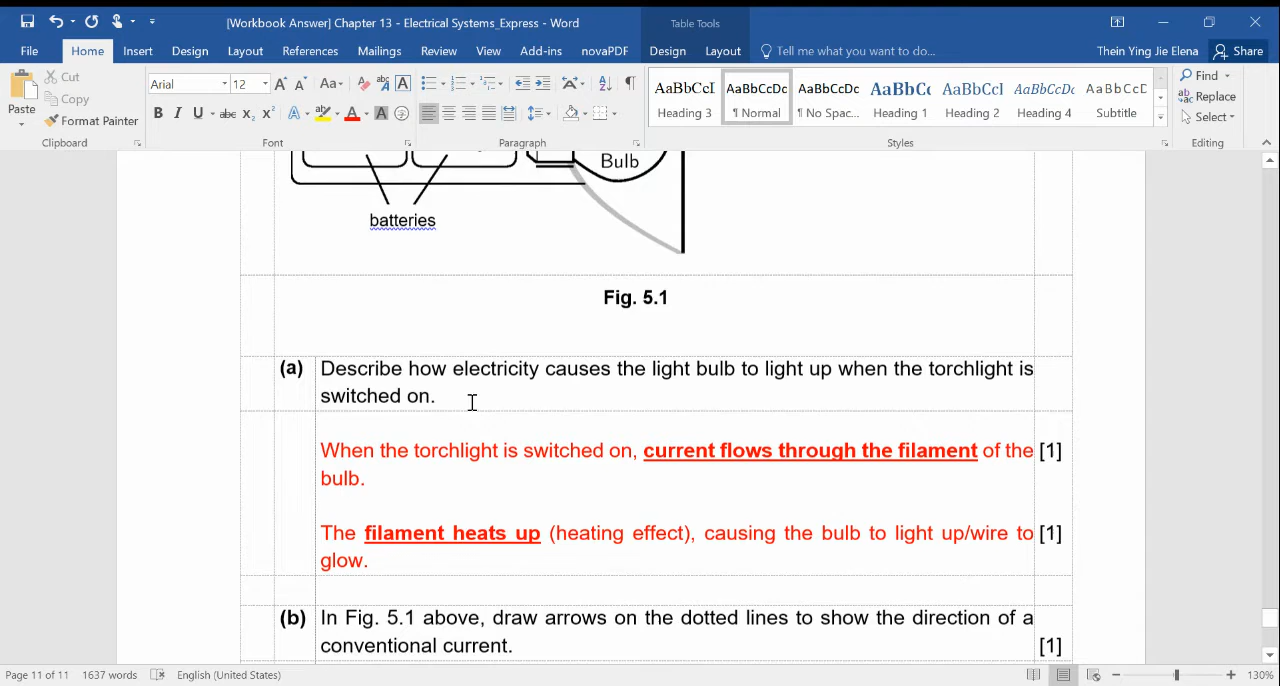 [Workbook Answer] Chapter 13 - Electrical Systems_Express - Word
Table Tools
File Home Insert Design Layout References Mailings Review View Add-ins novaPDF Design Layout Tell me what you want to do... Thein Ying Jie Elena Share
Paste
Cut
Copy
Format Painter
Clipboard
Arial 12
Font
Paragraph
AaBbCcI AaBbCcDc AaBbCcDc AaBbCc AaBbCcI AaBbCcDc AaBbCcD
Heading 3 ¶ Normal ¶ No Spac... Heading 1 Heading 2 Heading 4 Subtitle
Styles
Find
Replace
Select
Editing
Bulb
batteries
Fig. 5.1
(a) Describe how electricity causes the light bulb to light up when the torchlight is
switched on.
When the torchlight is switched on, current flows through the filament of the [1]
bulb.
The filament heats up (heating effect), causing the bulb to light up/wire to [1]
glow.
(b) In Fig. 5.1 above, draw arrows on the dotted lines to show the direction of a
conventional current. [1]
Page 11 of 11 1637 words English (United States) 130%